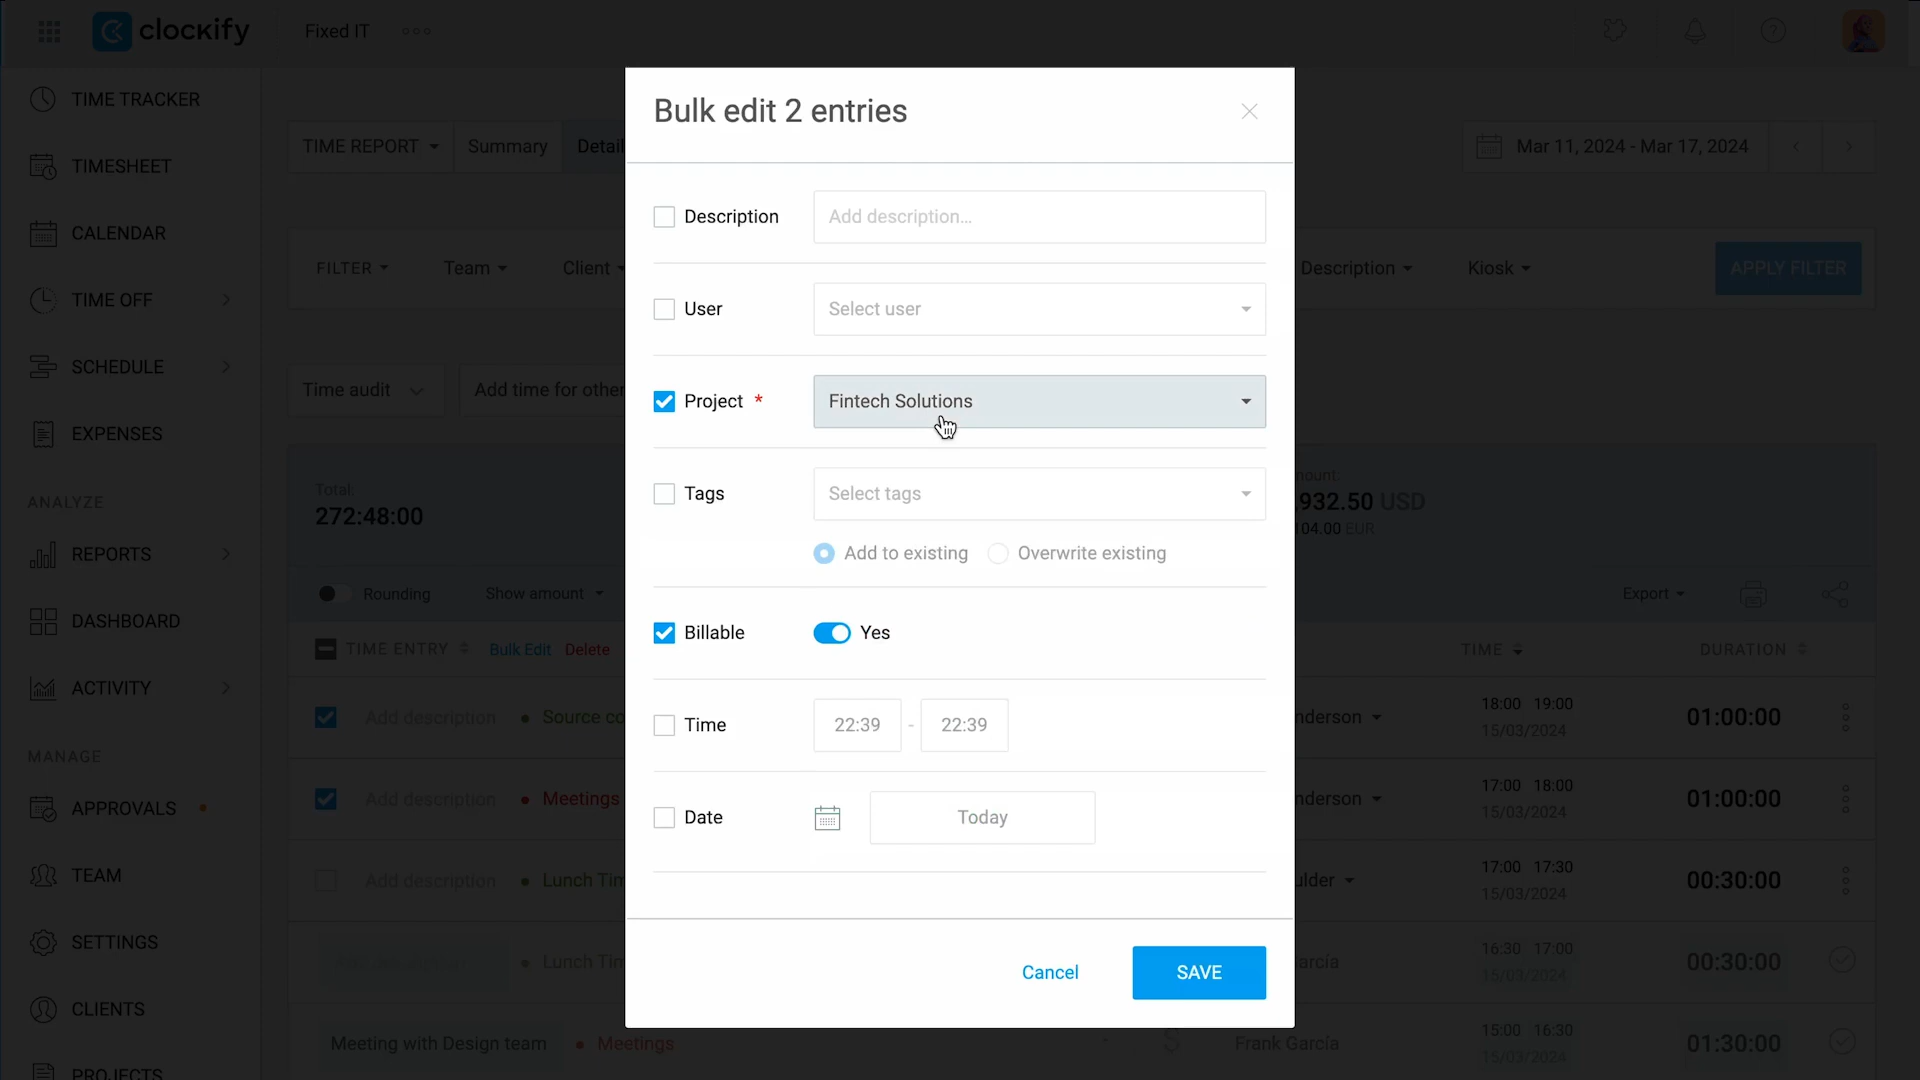 clockify
Fixed IT
TIME TRACKER
TIMESHEET
CALENDAR
TIME OFF
SCHEDULE
EXPENSES
ANALYZE
REPORTS
DASHBOARD
ACTIVITY
MANAGE
APPROVALS
TEAM
SETTINGS
CLIENTS
PROJECTS
TIME REPORT
Summary
Detail
Mar 11, 2024 - Mar 17, 2024
FILTER
Team
Client
Description
Kiosk
APPLY FILTER
Time audit
Add time for other
Total:
272:48:00
nount:
932.50 USD
104.00 EUR
Rounding
Show amount
Export
TIME ENTRY
Bulk Edit
Delete
TIME
DURATION
Add description
Source co
nderson
18:00 19:00
15/03/2024
01:00:00
Add description
Meetings
nderson
17:00 18:00
15/03/2024
01:00:00
Add description
Lunch Tim
ulder
17:00 17:30
15/03/2024
00:30:00
Lunch Tim
arcía
16:30 17:00
15/03/2024
00:30:00
Meeting with Design team
Meetings
Frank García
15:00 16:30
15/03/2024
01:30:00
Bulk edit 2 entries
Description
Add description...
User
Select user
Project *
Fintech Solutions
Tags
Select tags
Add to existing
Overwrite existing
Billable
Yes
Time
22:39 - 22:39
Date
Today
Cancel
SAVE